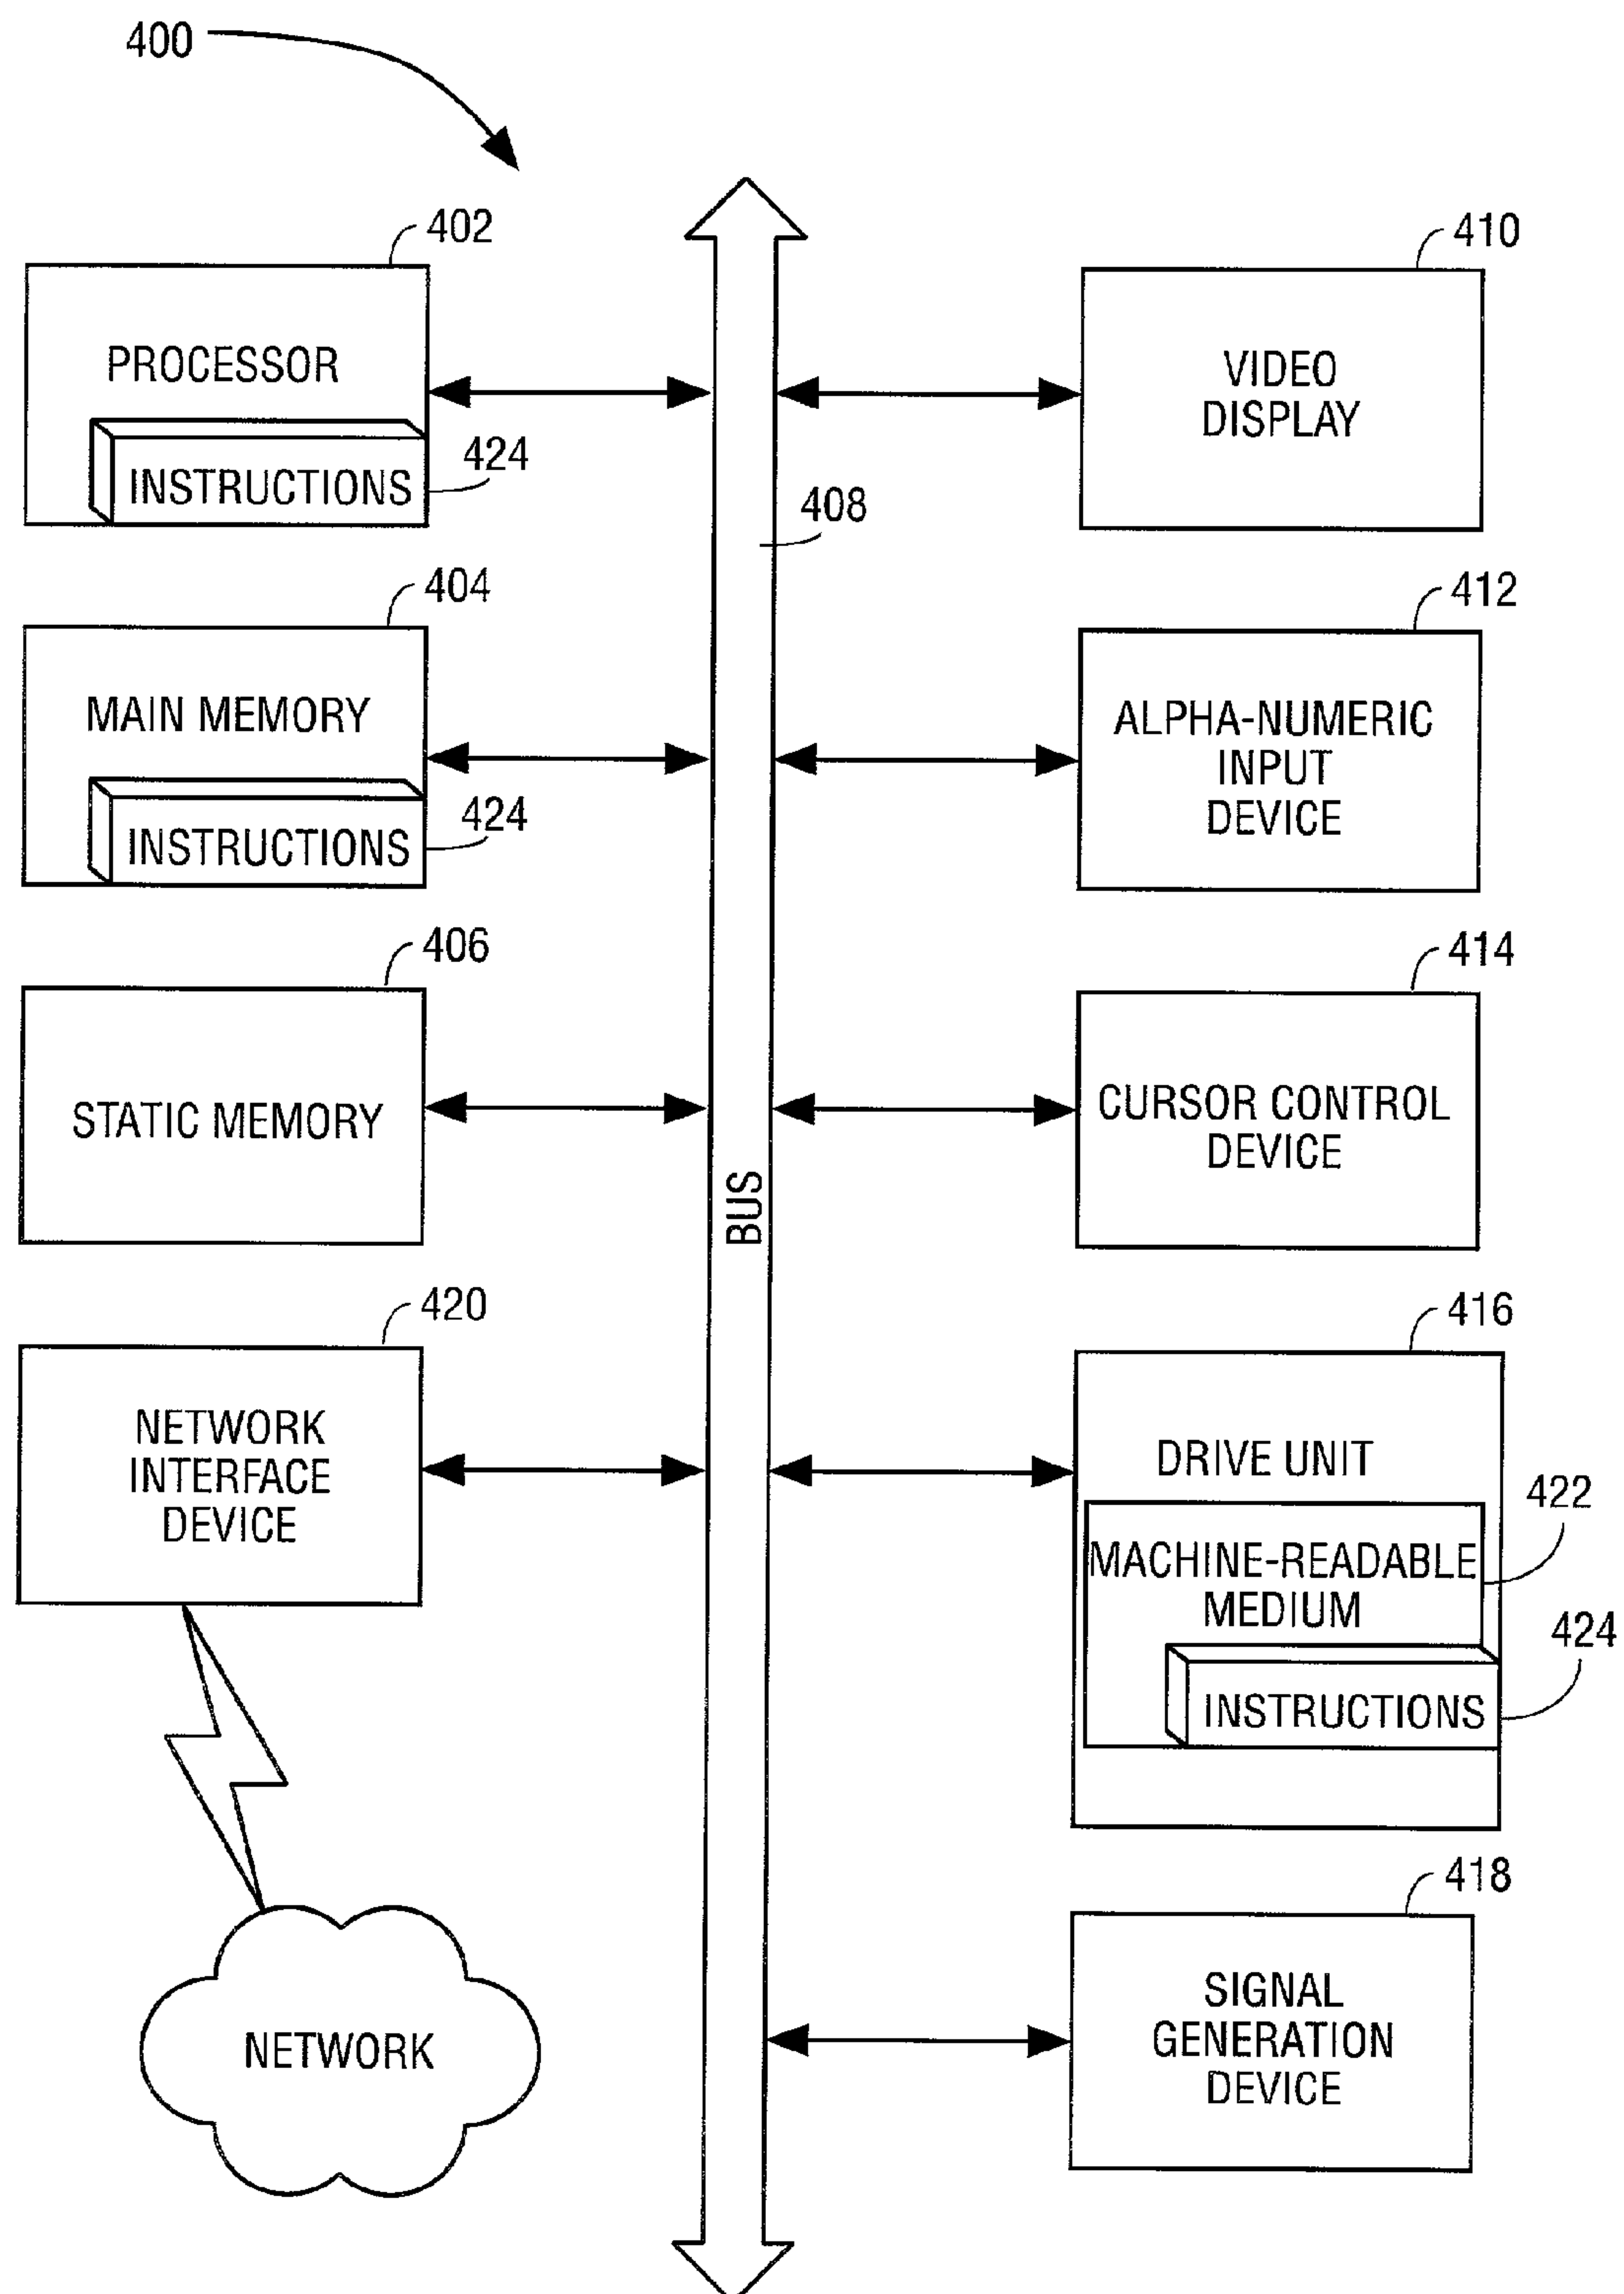 400
402
PROCESSOR
INSTRUCTIONS
424
404
MAIN MEMORY
INSTRUCTIONS
424
406
STATIC MEMORY
420
NETWORK
INTERFACE
DEVICE
NETWORK
408
BUS
410
VIDEO
DISPLAY
412
ALPHA-NUMERIC
INPUT
DEVICE
414
CURSOR CONTROL
DEVICE
416
DRIVE UNIT
422
MACHINE-READABLE
MEDIUM
424
INSTRUCTIONS
418
SIGNAL
GENERATION
DEVICE